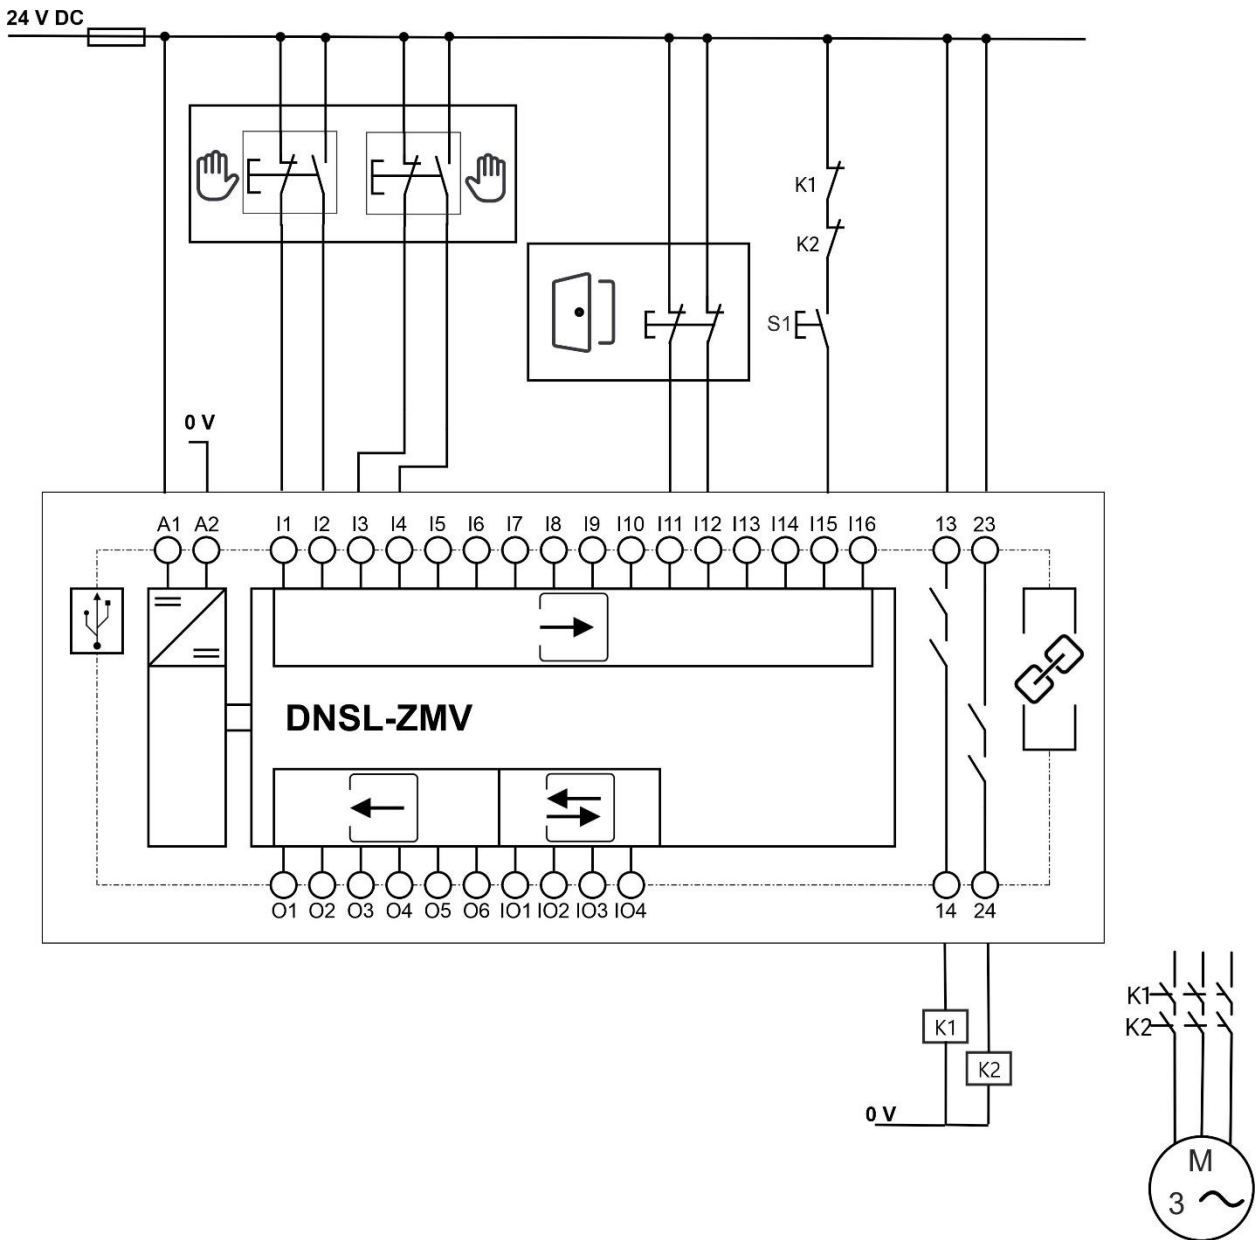 24 V DC
K1
K2
S1
0 V
A1 A2 I1 I2 I3 I4 I5 I6 I7 I8 I9 I10 I11 I12 I13 I14 I15 I16 13 23
DNSL-ZMV
O1 O2 O3 O4 O5 O6 IO1 IO2 IO3 IO4 14 24
K1
K2
K1
K2
0 V
M
3